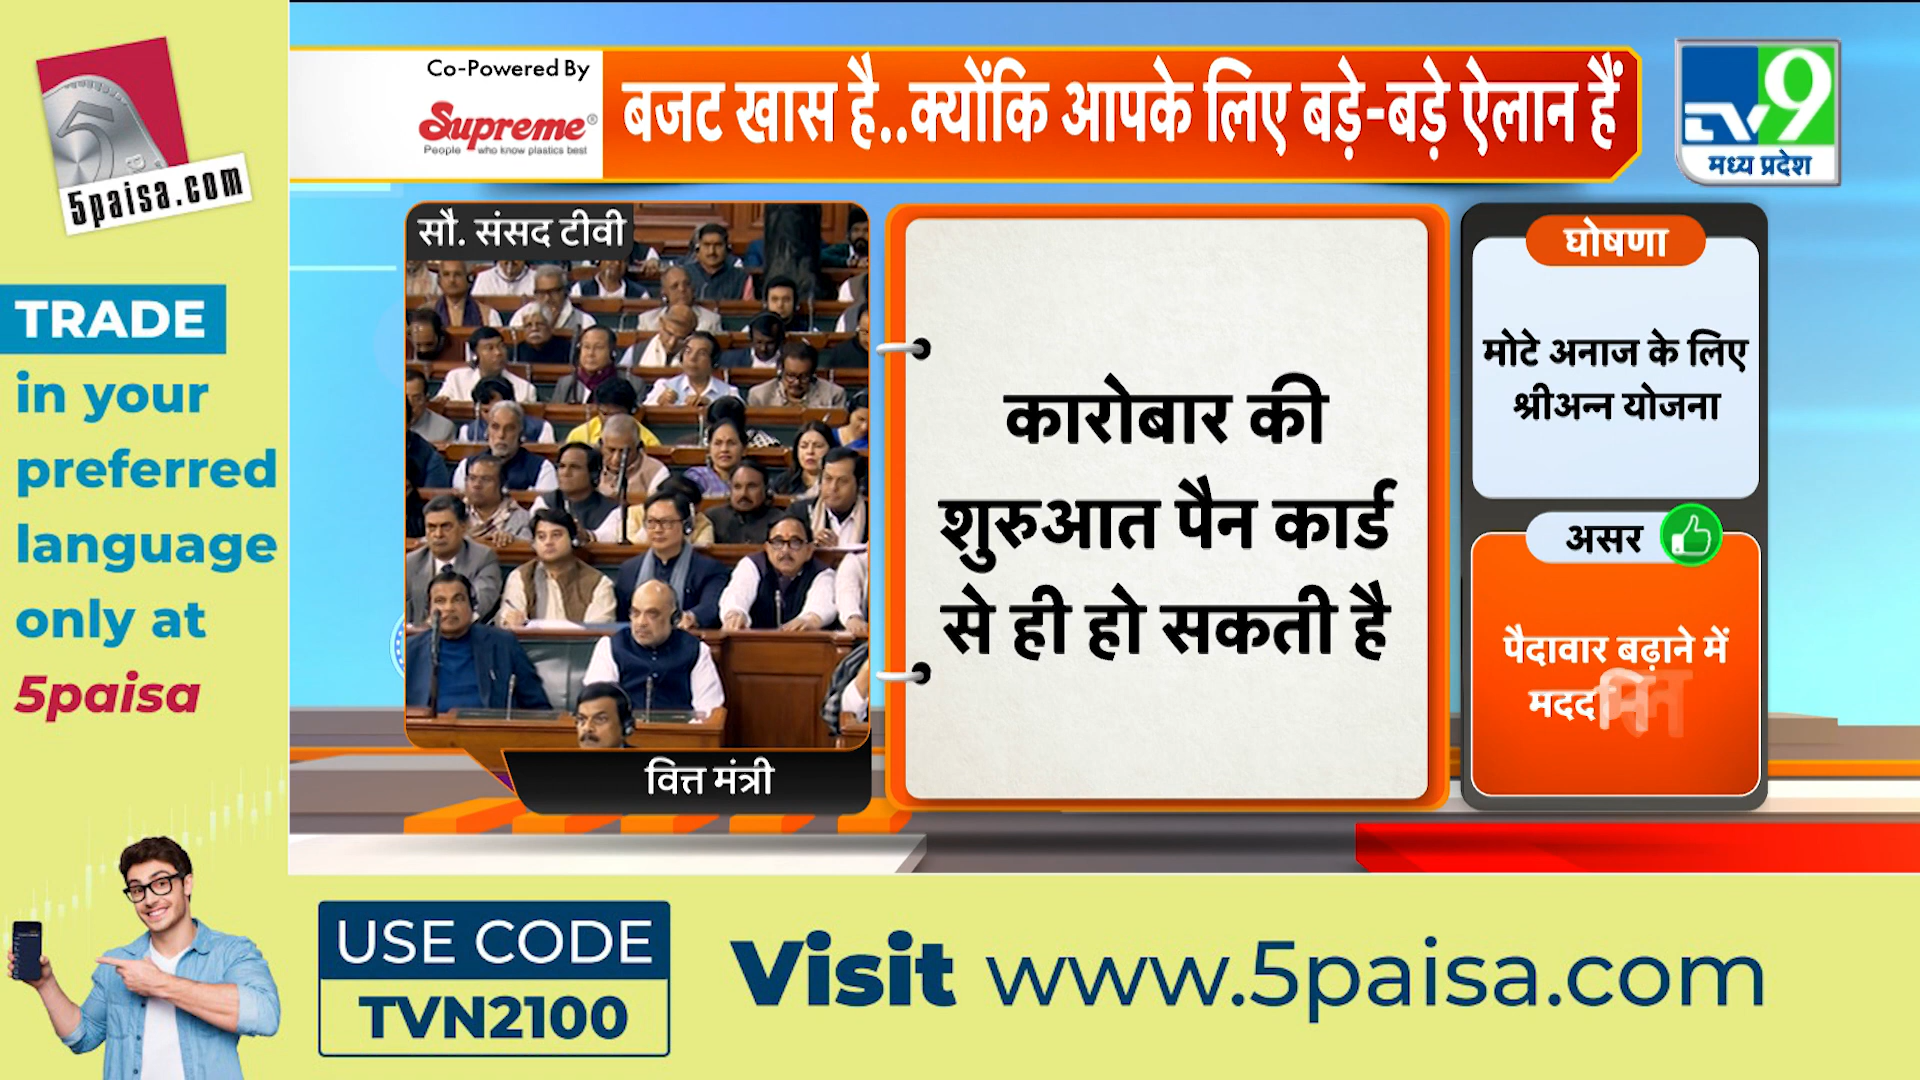 5paisa.com
TRADE
in your
preferred
language
only at
5paisa
Co-Powered By
Supreme®
People who know plastics best
बजट खास है..क्योंकि आपके लिए बड़े-बड़े ऐलान हैं
TV9
मध्य प्रदेश
सौ. संसद टीवी
वित्त मंत्री
कारोबार की
शुरुआत पैन कार्ड
से ही हो सकती है
घोषणा
मोटे अनाज के लिए
श्रीअन्न योजना
असर
पैदावार बढ़ाने में
मदद
USE CODE
TVN2100
Visit www.5paisa.com